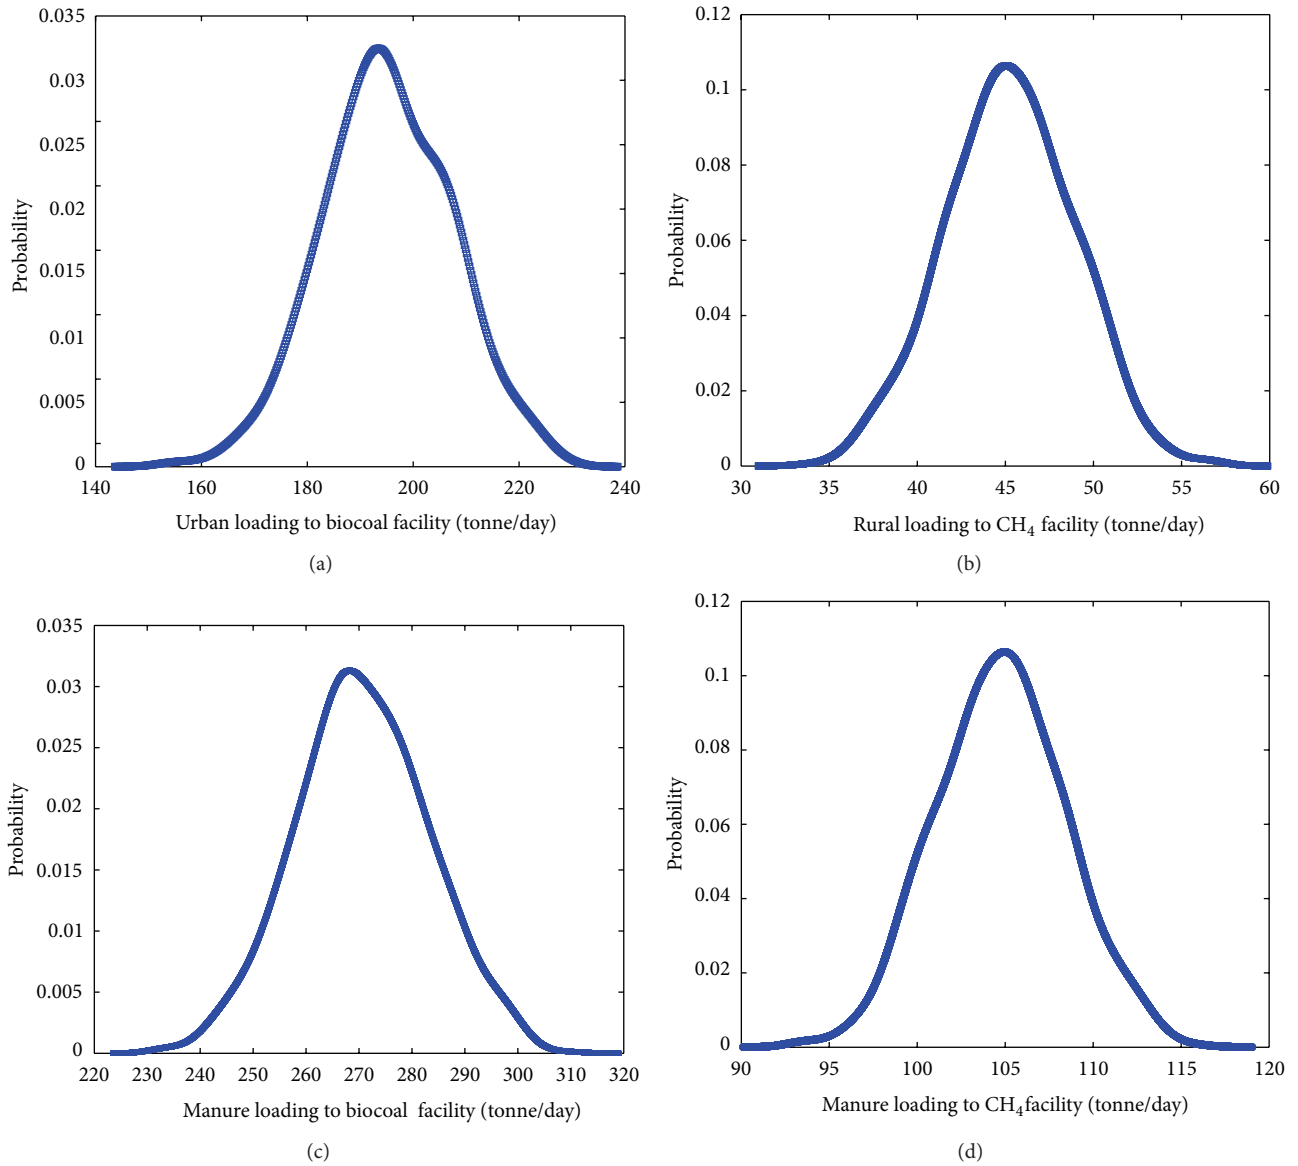 0.035
0.03
0.025
0.02
0.015
0.01
0.005
0
Probability
140 160 180 200 220 240
Urban loading to biocoal facility (tonne/day)
(a)
0.12
0.1
0.08
0.06
0.04
0.02
0
Probability
30 35 40 45 50 55 60
Rural loading to CH₄ facility (tonne/day)
(b)
0.035
0.03
0.025
0.02
0.015
0.01
0.005
0
Probability
220 230 240 250 260 270 280 290 300 310 320
Manure loading to biocoal facility (tonne/day)
(c)
0.12
0.1
0.08
0.06
0.04
0.02
0
Probability
90 95 100 105 110 115 120
Manure loading to CH₄facility (tonne/day)
(d)